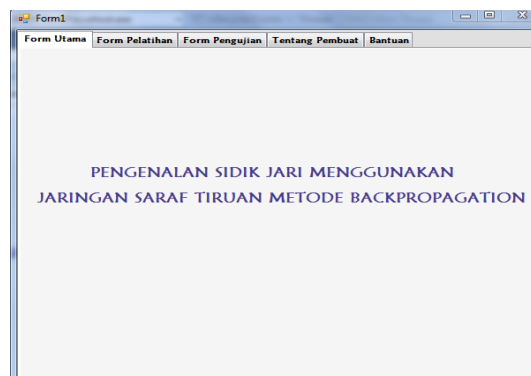 Form1
Form Utama Form Pelatihan Form Pengujian Tentang Pembuat Bantuan
PENGENALAN SIDIK JARI MENGGUNAKAN
JARINGAN SARAF TIRUAN METODE BACKPROPAGATION